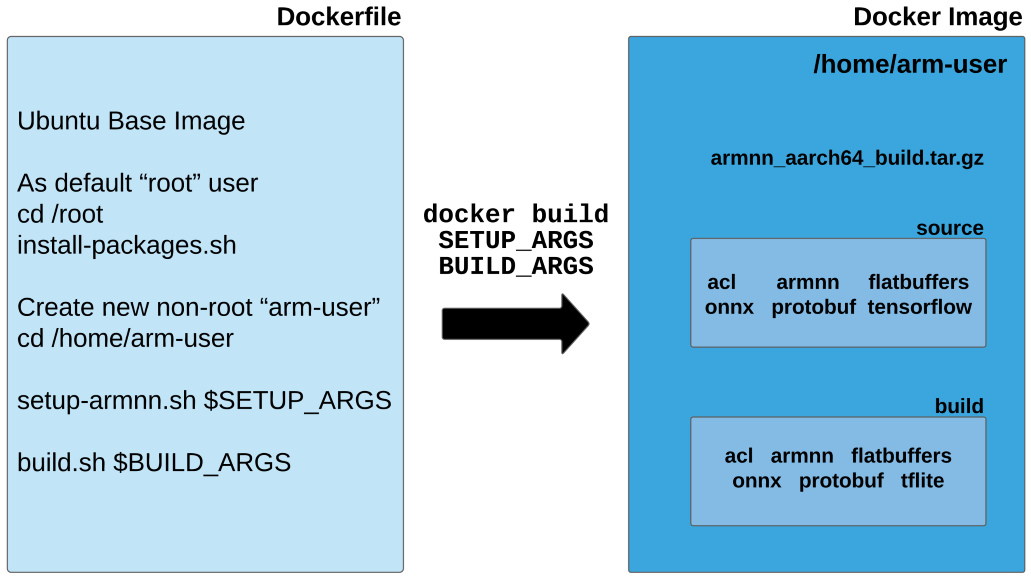 Dockerfile
Ubuntu Base Image
As default “root” user
cd /root
install-packages.sh
Create new non-root “arm-user”
cd /home/arm-user
setup-armnn.sh $SETUP_ARGS
build.sh $BUILD_ARGS
docker build
SETUP_ARGS
BUILD_ARGS
Docker Image
/home/arm-user
armnn_aarch64_build.tar.gz
source
acl armnn flatbuffers
onnx protobuf tensorflow
build
acl armnn flatbuffers
onnx protobuf tflite